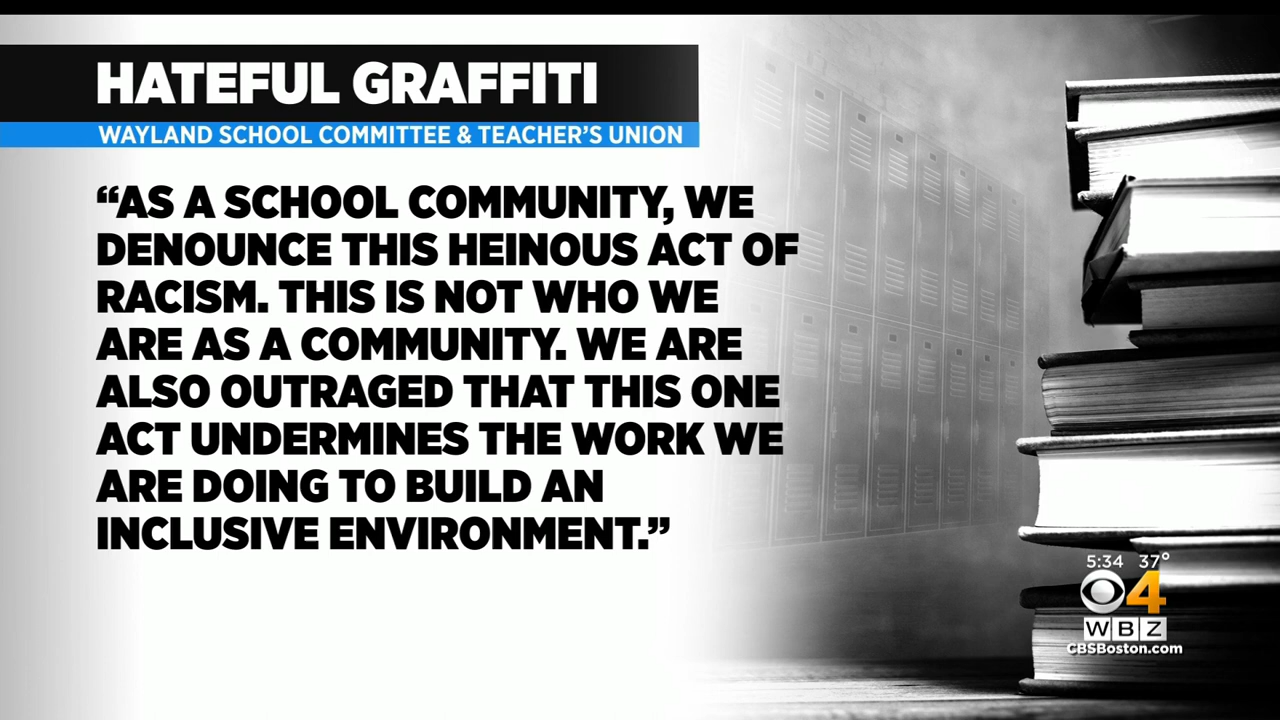 HATEFUL GRAFFITI
WAYLAND SCHOOL COMMITTEE & TEACHER'S UNION
“AS A SCHOOL COMMUNITY, WE
DENOUNCE THIS HEINOUS ACT OF
RACISM. THIS IS NOT WHO WE
ARE AS A COMMUNITY. WE ARE
ALSO OUTRAGED THAT THIS ONE
ACT UNDERMINES THE WORK WE
ARE DOING TO BUILD AN
INCLUSIVE ENVIRONMENT.”
5:34 37°
4
WBZ
CBSBoston.com